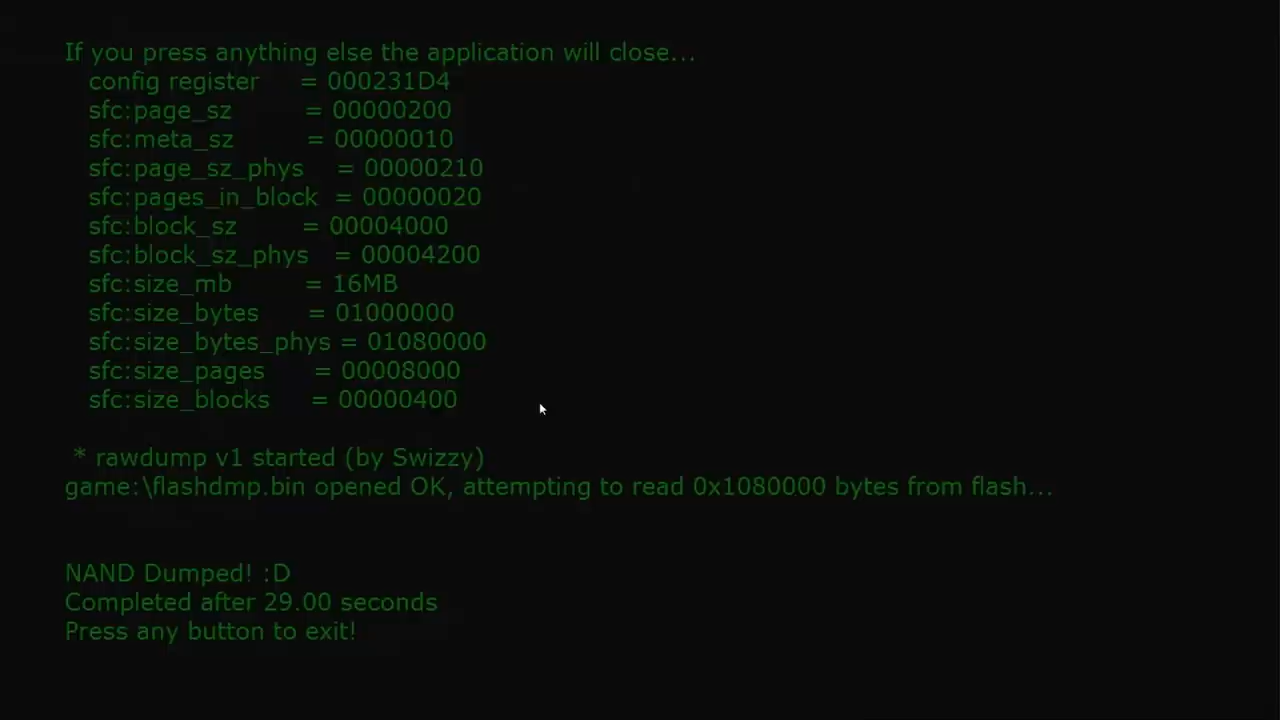 If you press anything else the application will close...
config register = 000231D4
sfc:page_sz = 00000200
sfc:meta_sz = 00000010
sfc:page_sz_phys = 00000210
sfc:pages_in_block = 00000020
sfc:block_sz = 00004000
sfc:block_sz_phys = 00004200
sfc:size_mb = 16MB
sfc:size_bytes = 01000000
sfc:size_bytes_phys = 01080000
sfc:size_pages = 00008000
sfc:size_blocks = 00000400
* rawdump v1 started (by Swizzy)
game:\flashdmp.bin opened OK, attempting to read 0x1080000 bytes from flash...
NAND Dumped! :D
Completed after 29.00 seconds
Press any button to exit!